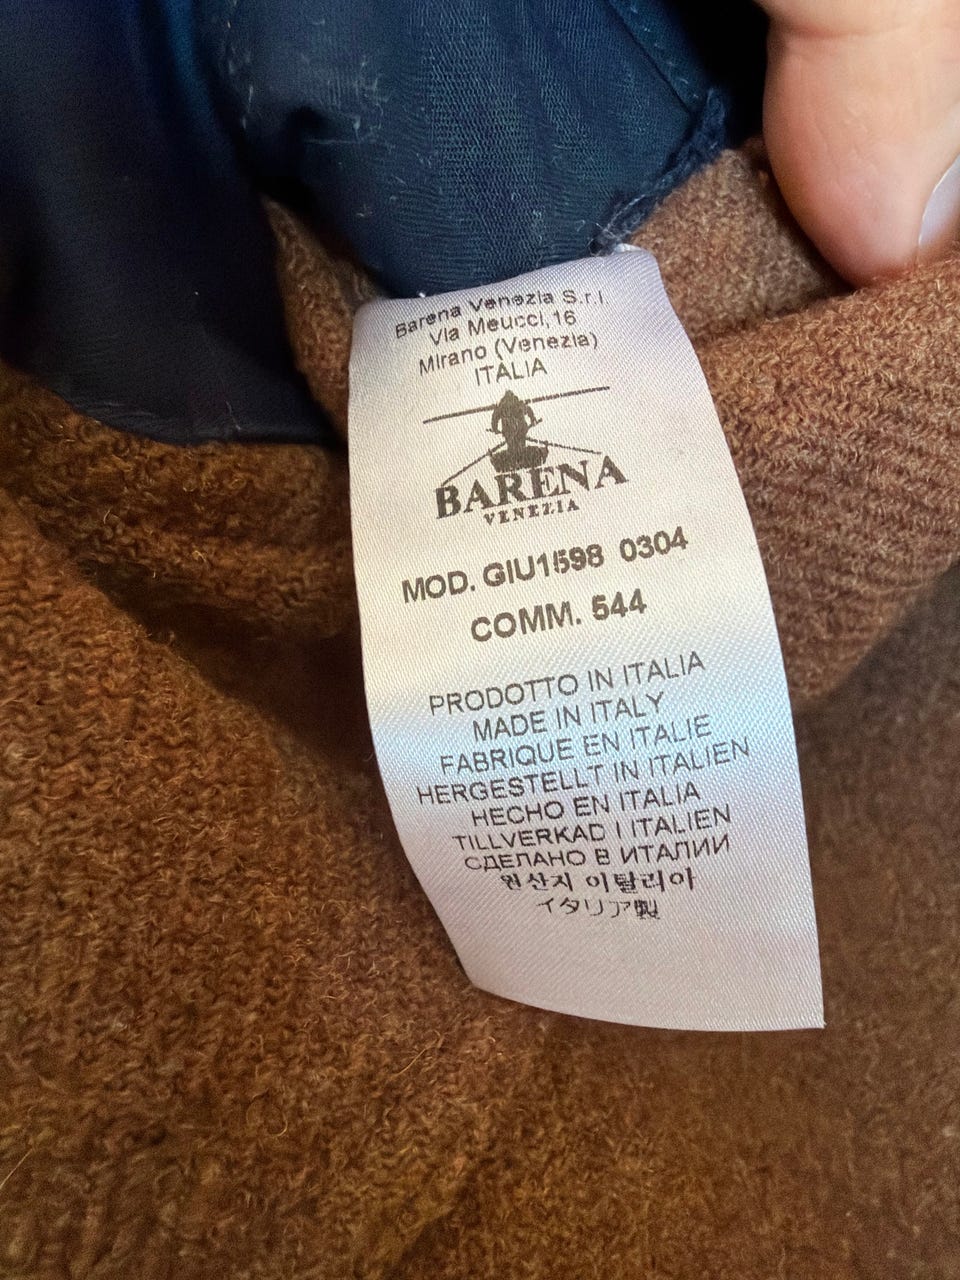 Barena Venezia S.r.l.
Via Meucci,16
Mirano (Venezia)
ITALIA
BARENA
VENEZIA
MOD. GIU1598 0304
COMM. 544
PRODOTTO IN ITALIA
MADE IN ITALY
FABRIQUE EN ITALIE
HERGESTELLT IN ITALIEN
HECHO EN ITALIA
TILLVERKAD I ITALIEN
СДЕЛАНО В ИТАЛИИ
원산지 이탈리아
イタリア製